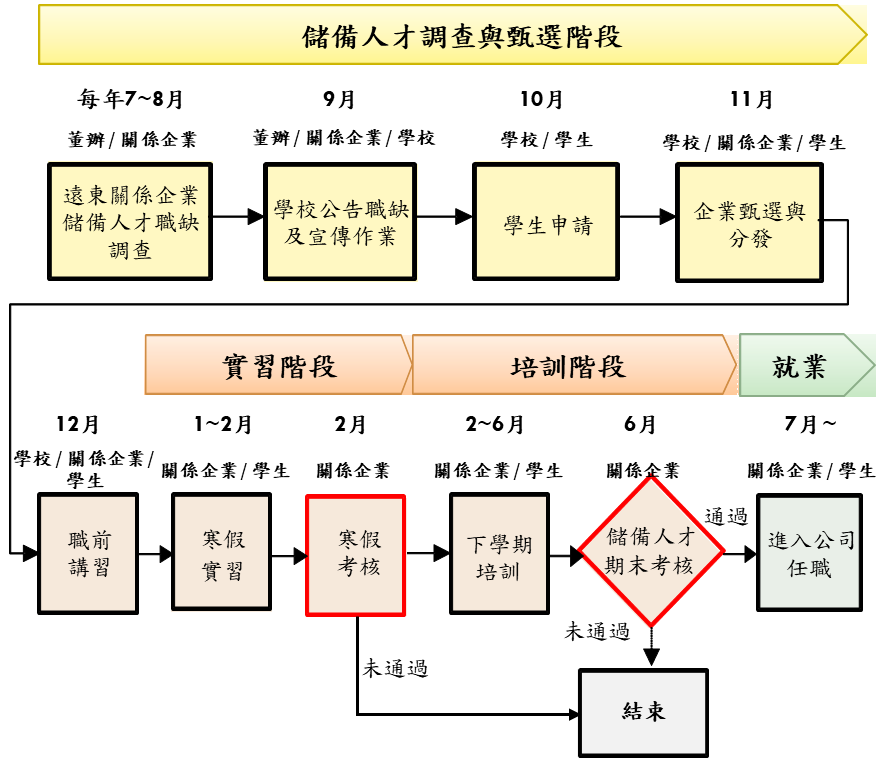 儲備人才調查與甄選階段
每年7~8月
9月
10月
11月
董辦/關係企業
董辦/關係企業/學校
學校/學生
學校/關係企業/學生
遠東關係企業
儲備人才職缺
調查
學校公告職缺
及宣傳作業
學生申請
企業甄選與
分發
實習階段
培訓階段
就業
12月
1~2月
2月
2~6月
6月
7月~
學校/關係企業/
學生
關係企業/學生
關係企業
關係企業/學生
關係企業
關係企業/學生
職前
講習
寒假
實習
寒假
考核
下學期
培訓
儲備人才
期末考核
通過
進入公司
任職
未通過
未通過
結束